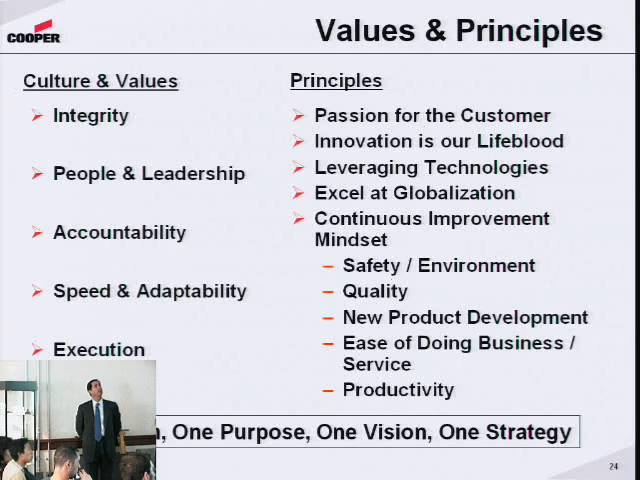 COOPER
Values & Principles
Culture & Values
Integrity
People & Leadership
Accountability
Speed & Adaptability
Execution
Principles
Passion for the Customer
Innovation is our Lifeblood
Leveraging Technologies
Excel at Globalization
Continuous Improvement
Mindset
– Safety / Environment
– Quality
– New Product Development
– Ease of Doing Business /
Service
– Productivity
, One Purpose, One Vision, One Strategy
24